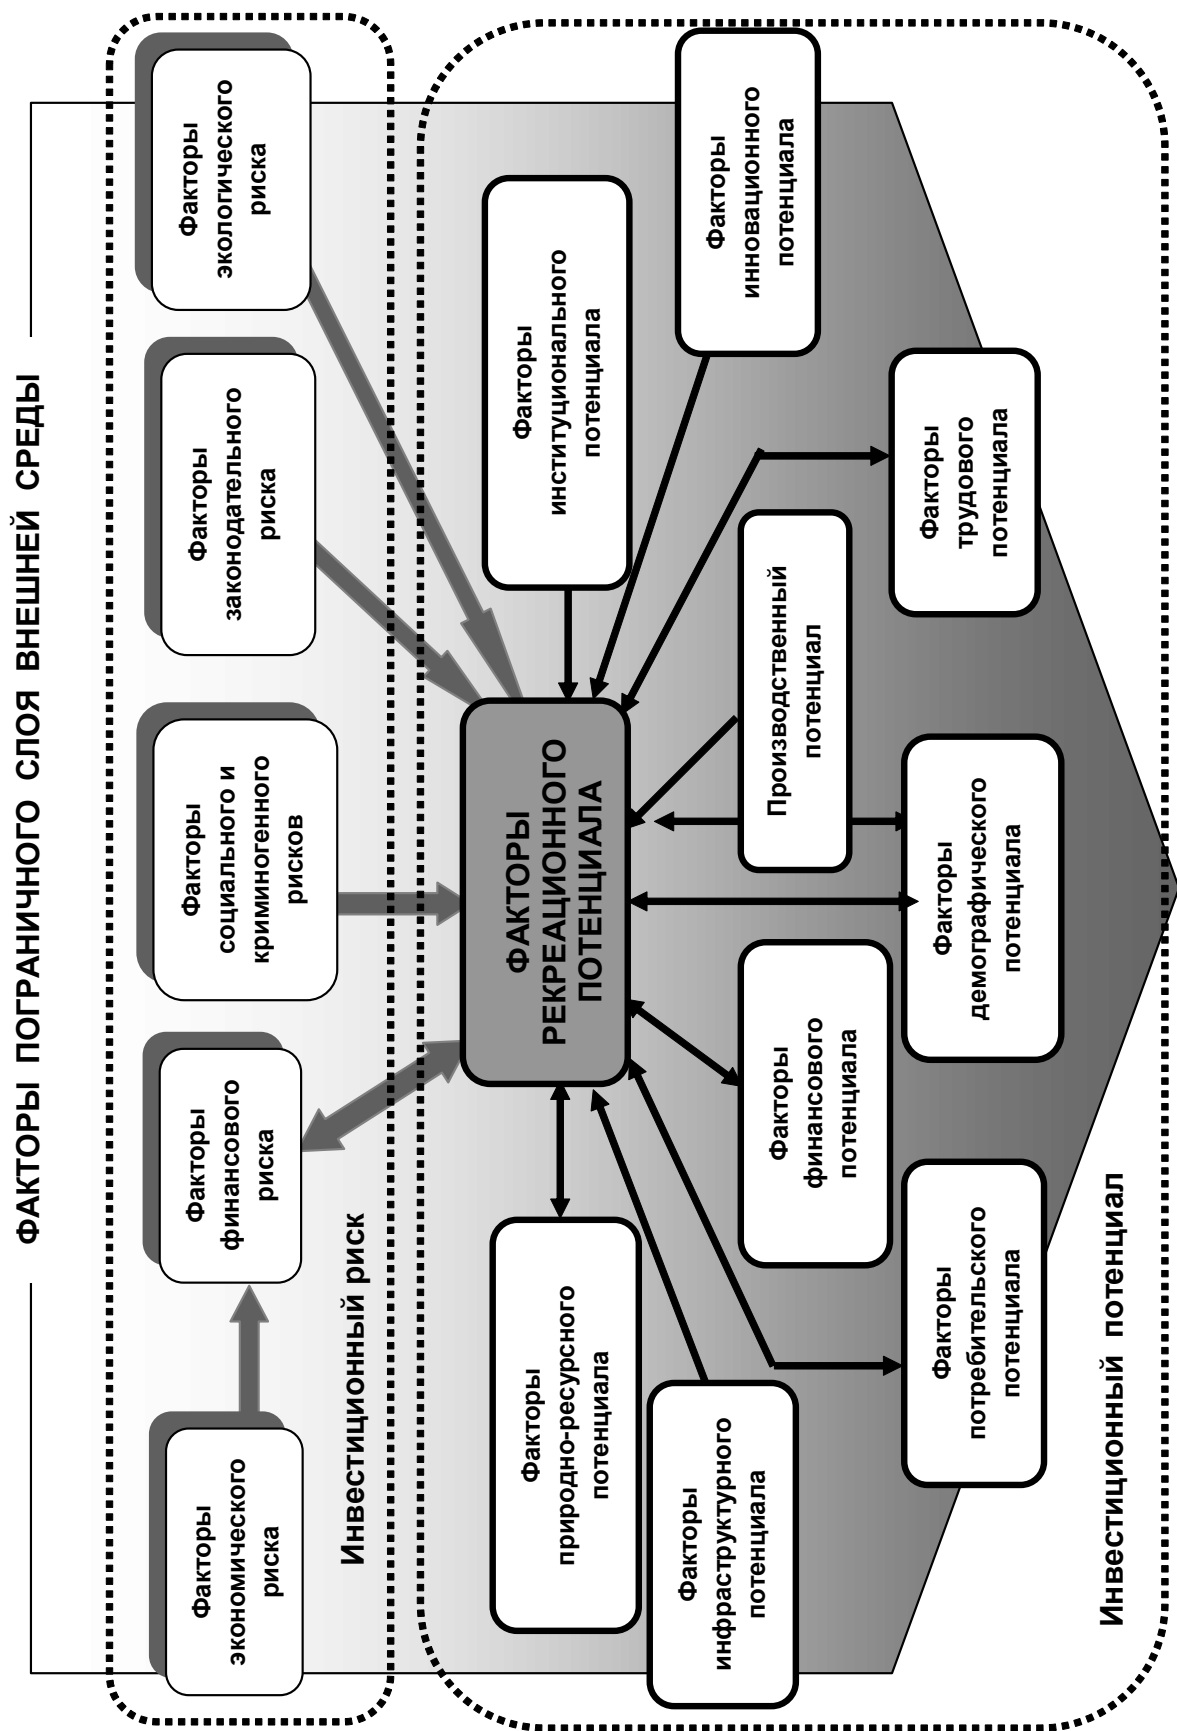 ФАКТОРЫ ПОГРАНИЧНОГО СЛОЯ ВНЕШНЕЙ СРЕДЫ
Факторы
экономического
риска
Факторы
финансового
риска
Факторы
социального и
криминогенного
рисков
Факторы
законодательного
риска
Факторы
экологического
риска
Инвестиционный риск
ФАКТОРЫ
РЕКРЕАЦИОННОГО
ПОТЕНЦИАЛА
Факторы
природно-ресурсного
потенциала
Факторы
институционального
потенциала
Факторы
инфраструктурного
потенциала
Факторы
финансового
потенциала
Производственный
потенциал
Факторы
инновационного
потенциала
Факторы
потребительского
потенциала
Факторы
демографического
потенциала
Факторы
трудового
потенциала
Инвестиционный потенциал